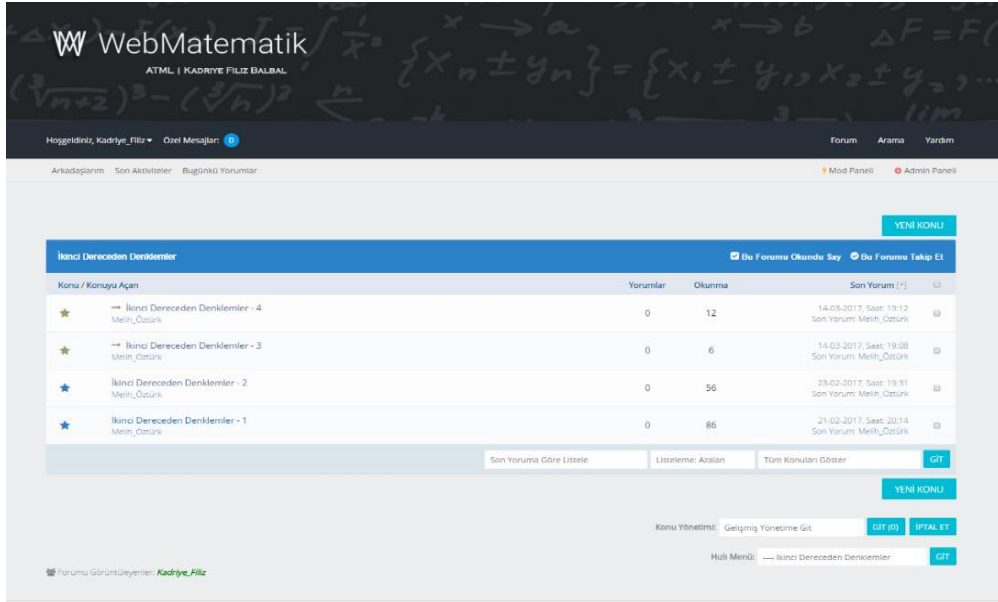 WebMatematik
ATML | KADRIYE FILIZ BALBAL
Hoşgeldiniz, Kadriye_Filiz Özel Mesajlar: 0 Forum Arama Yardım
Arkadaşlarım Son Aktiviteler Bugünkü Yorumlar Mod Paneli Admin Paneli
YENİ KONU
İkinci Dereceden Denklemler Bu Forumu Okundu Say Bu Forumu Takip Et
Konu / Konuyu Açan Yorumlar Okunma Son Yorum [+]
İkinci Dereceden Denklemler - 4 0 12 14-03-2017, Saat: 19:12
Melih_Öztürk Son Yorum: Melih_Öztürk
İkinci Dereceden Denklemler - 3 0 6 14-03-2017, Saat: 19:08
Melih_Öztürk Son Yorum: Melih_Öztürk
İkinci Dereceden Denklemler - 2 0 56 23-02-2017, Saat: 19:31
Melih_Öztürk Son Yorum: Melih_Öztürk
İkinci Dereceden Denklemler - 1 0 86 21-02-2017, Saat: 20:14
Melih_Öztürk Son Yorum: Melih_Öztürk
Son Yoruma Göre Listele Listeleme: Azalan Tüm Konuları Göster GİT
YENİ KONU
Konu Yönetimi: Gelişmiş Yönetime Git GİT (0) İPTAL ET
Hızlı Menü: ---- İkinci Dereceden Denklemler GİT
Forumu Görüntüleyenler: Kadriye_Filiz